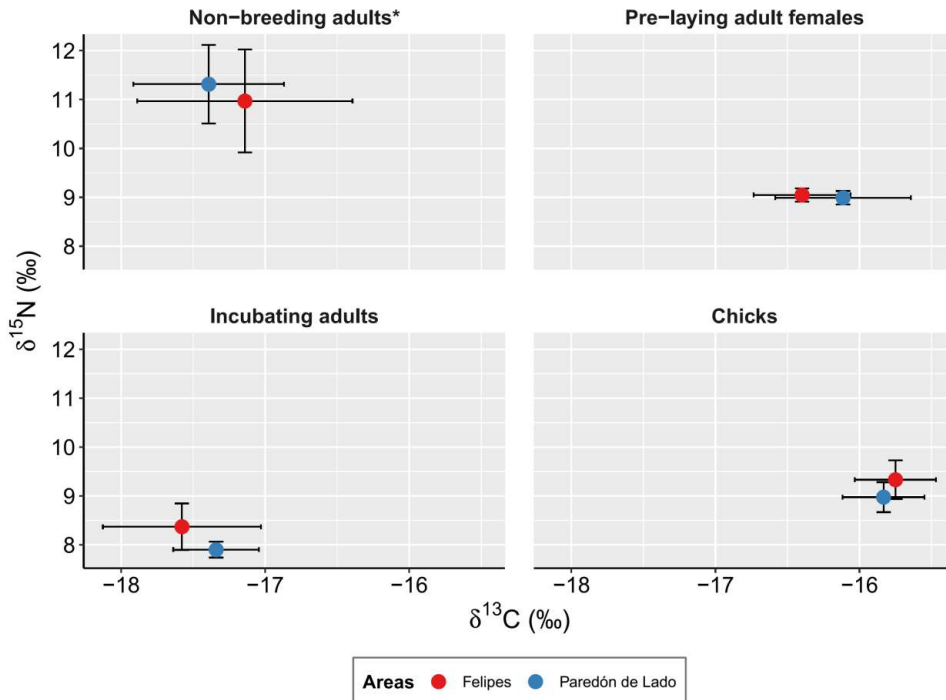 Non−breeding adults*
Pre−laying adult females
12
11
10
9
8
Incubating adults
Chicks
12
11
10
9
8
−18 −17 −16
−18 −17 −16
δ¹⁵N (‰)
δ¹³C (‰)
Areas Felipes Paredón de Lado